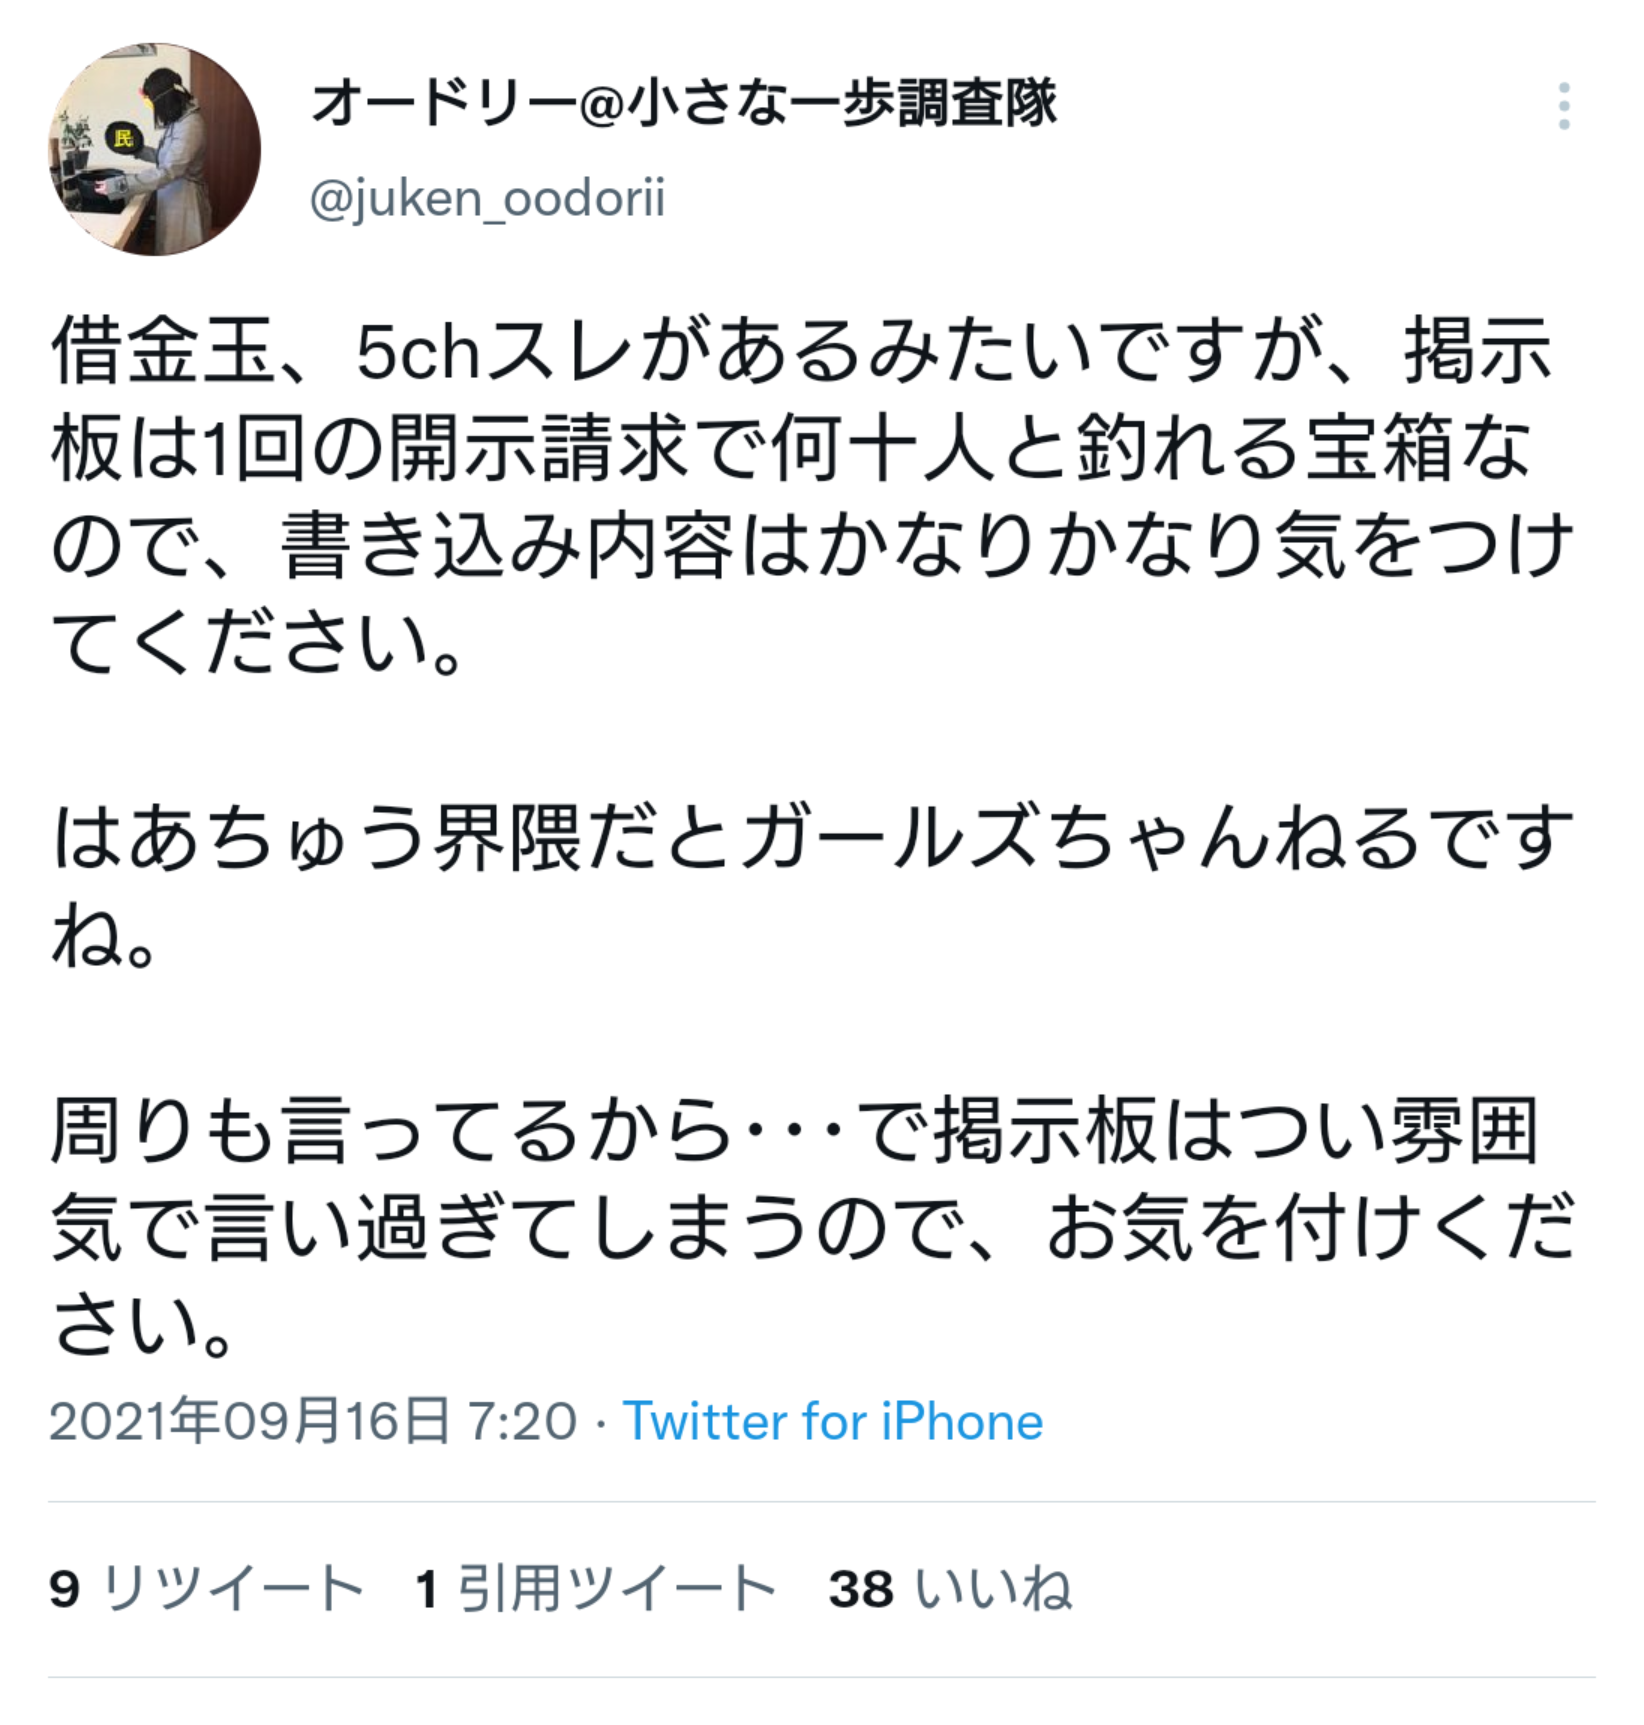 オードリー@小さな一歩調査隊
@juken_oodorii
民
借金玉、5chスレがあるみたいですが、掲示
板は1回の開示請求で何十人と釣れる宝箱な
ので、書き込み内容はかなりかなり気をつけ
てください。
はあちゅう界隈だとガールズちゃんねるです
ね。
周りも言ってるから･･･で掲示板はつい雰囲
気で言い過ぎてしまうので、お気を付けくだ
さい。
2021年09月16日 7:20 · Twitter for iPhone
9 リツイート 1 引用ツイート 38 いいね